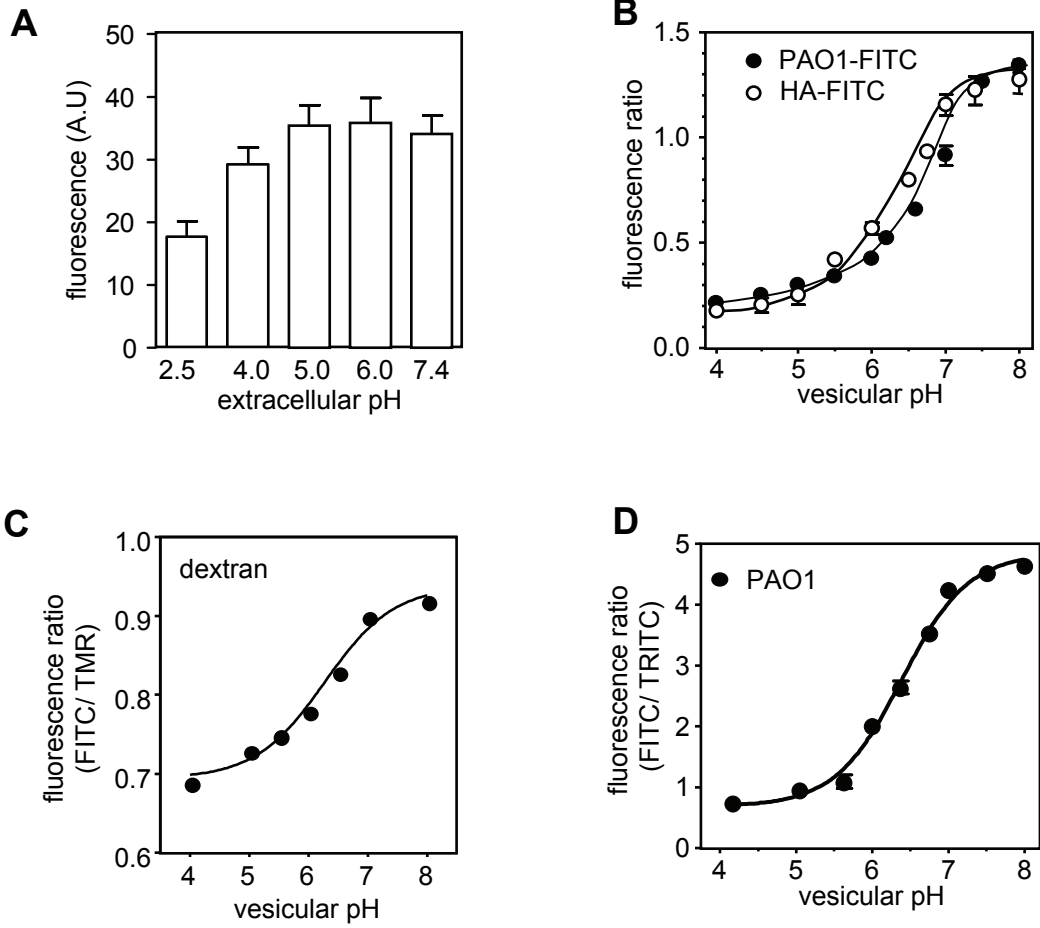 A
fluorescence (A.U)
50
40
30
20
10
0
2.5 4.0 5.0 6.0 7.4
extracellular pH
B
fluorescence ratio
1.5
1.0
0.5
0.0
PAO1-FITC
HA-FITC
4 5 6 7 8
vesicular pH
C
fluorescence ratio
(FITC/ TMR)
1.0
0.9
0.8
0.7
0.6
dextran
4 5 6 7 8
vesicular pH
D
fluorescence ratio
(FITC/ TRITC)
5
4
3
2
1
0
PAO1
4 5 6 7 8
vesicular pH